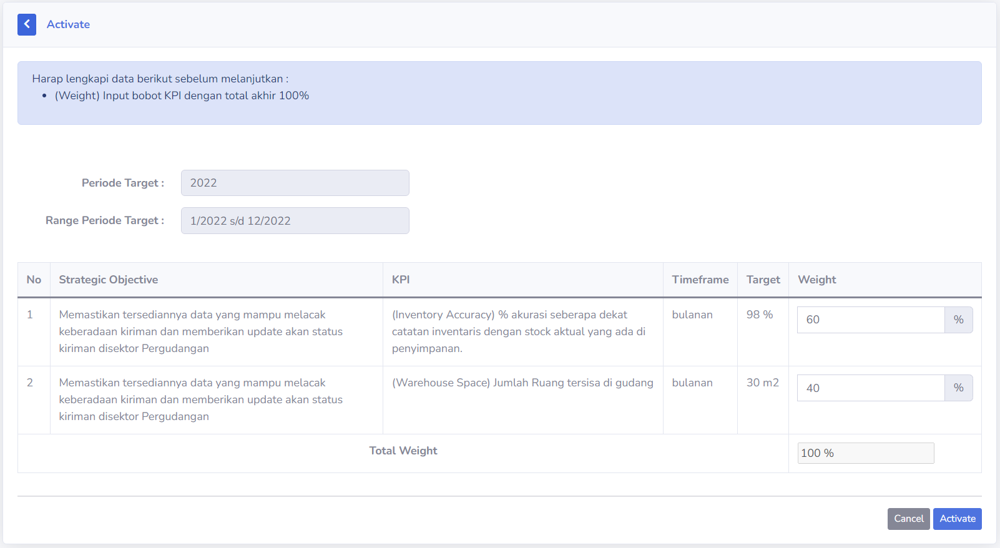 Activate
Harap lengkapi data berikut sebelum melanjutkan :
• (Weight) Input bobot KPI dengan total akhir 100%
Periode Target : 2022
Range Periode Target : 1/2022 s/d 12/2022
No Strategic Objective KPI Timeframe Target Weight
1 Memastikan tersediannya data yang mampu melacak (Inventory Accuracy) % akurasi seberapa dekat bulanan 98 % 60 %
keberadaan kiriman dan memberikan update akan status catatan inventaris dengan stock aktual yang ada di
kiriman disektor Pergudangan penyimpanan.
2 Memastikan tersediannya data yang mampu melacak (Warehouse Space) Jumlah Ruang tersisa di gudang bulanan 30 m2 40 %
keberadaan kiriman dan memberikan update akan status
kiriman disektor Pergudangan
Total Weight 100 %
Cancel Activate